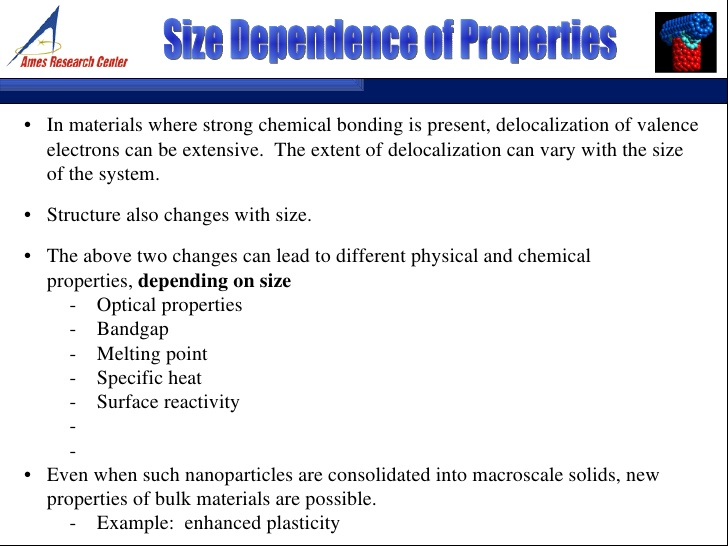 Ames Research Center
Size Dependence of Properties
• In materials where strong chemical bonding is present, delocalization of valence
electrons can be extensive. The extent of delocalization can vary with the size
of the system.
• Structure also changes with size.
• The above two changes can lead to different physical and chemical
properties, depending on size
- Optical properties
- Bandgap
- Melting point
- Specific heat
- Surface reactivity
-
-
• Even when such nanoparticles are consolidated into macroscale solids, new
properties of bulk materials are possible.
- Example: enhanced plasticity